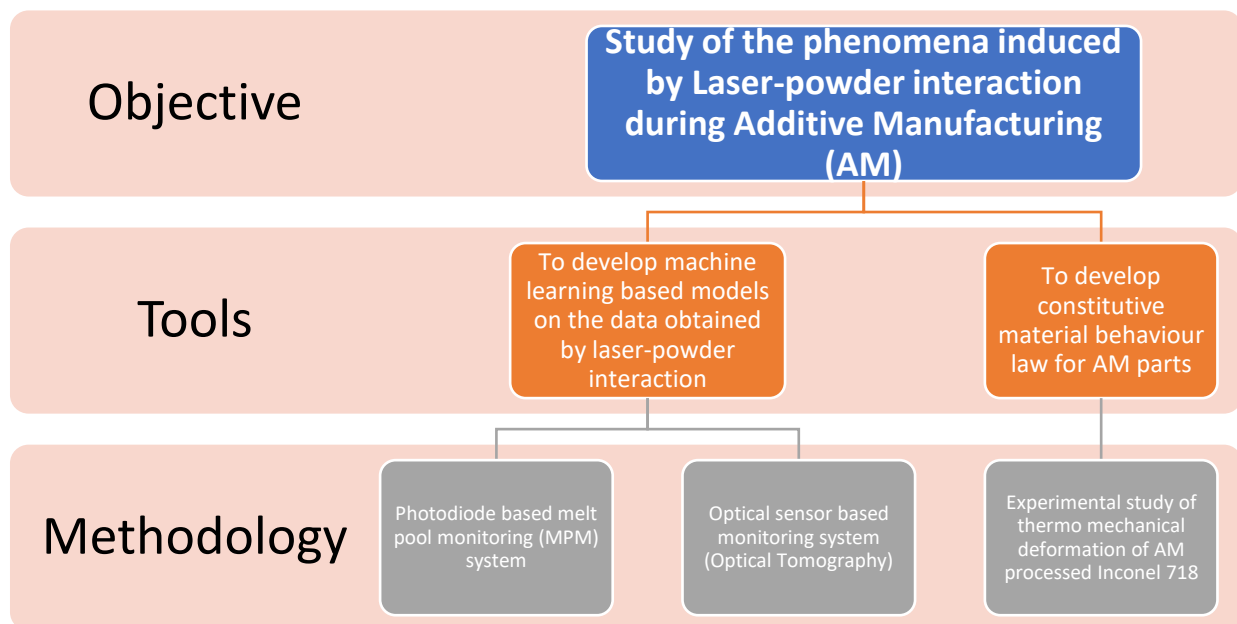 Objective
Study of the phenomena induced
by Laser-powder interaction
during Additive Manufacturing
(AM)
Tools
To develop machine
learning based models
on the data obtained
by laser-powder
interaction
To develop
constitutive
material behaviour
law for AM parts
Methodology
Photodiode based melt
pool monitoring (MPM)
system
Optical sensor based
monitoring system
(Optical Tomography)
Experimental study of
thermo mechanical
deformation of AM
processed Inconel 718